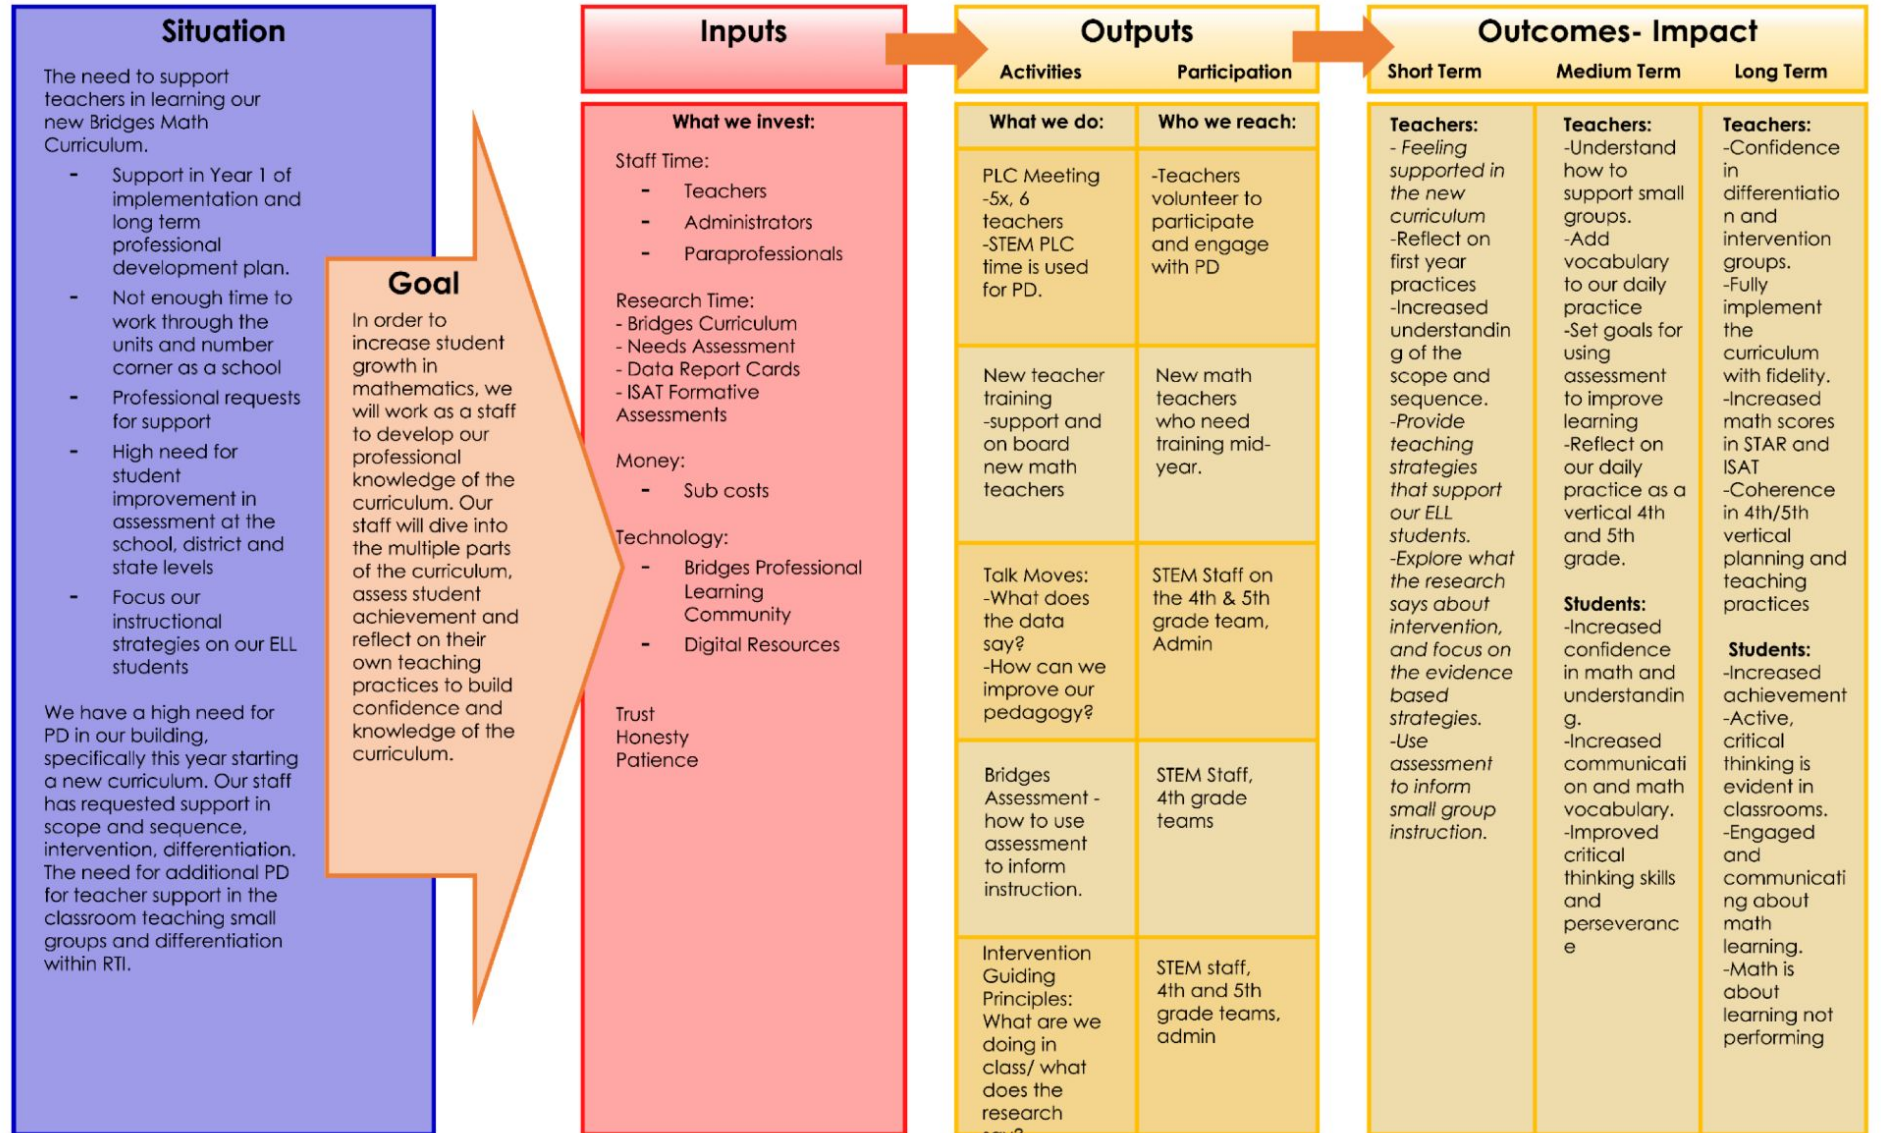 Situation
The need to support
teachers in learning our
new Bridges Math
Curriculum.
- Support in Year 1 of
implementation and
long term
professional
development plan.
- Not enough time to
work through the
units and number
corner as a school
- Professional requests
for support
- High need for
student
improvement in
assessment at the
school, district and
state levels
- Focus our
instructional
strategies on our ELL
students
We have a high need for
PD in our building,
specifically this year starting
a new curriculum. Our staff
has requested support in
scope and sequence,
intervention, differentiation.
The need for additional PD
for teacher support in the
classroom teaching small
groups and differentiation
within RTI.
Goal
In order to
increase student
growth in
mathematics, we
will work as a staff
to develop our
professional
knowledge of the
curriculum. Our
staff will dive into
the multiple parts
of the curriculum,
assess student
achievement and
reflect on their
own teaching
practices to build
confidence and
knowledge of the
curriculum.
Inputs
What we invest:
Staff Time:
- Teachers
- Administrators
- Paraprofessionals
Research Time:
- Bridges Curriculum
- Needs Assessment
- Data Report Cards
- ISAT Formative
Assessments
Money:
- Sub costs
Technology:
- Bridges Professional
Learning
Community
- Digital Resources
Trust
Honesty
Patience
Outputs
Activities
Participation
What we do:
Who we reach:
PLC Meeting
-5x, 6
teachers
-STEM PLC
time is used
for PD.
-Teachers
volunteer to
participate
and engage
with PD
New teacher
training
-support and
on board
new math
teachers
New math
teachers
who need
training mid-
year.
Talk Moves:
-What does
the data
say?
-How can we
improve our
pedagogy?
STEM Staff on
the 4th & 5th
grade team,
Admin
Bridges
Assessment -
how to use
assessment
to inform
instruction.
STEM Staff,
4th grade
teams
Intervention
Guiding
Principles:
What are we
doing in
class/ what
does the
research
say?
STEM staff,
4th and 5th
grade teams,
admin
Outcomes- Impact
Short Term
Medium Term
Long Term
Teachers:
- Feeling
supported in
the new
curriculum
-Reflect on
first year
practices
-Increased
understandin
g of the
scope and
sequence.
-Provide
teaching
strategies
that support
our ELL
students.
-Explore what
the research
says about
intervention,
and focus on
the evidence
based
strategies.
-Use
assessment
to inform
small group
instruction.
Teachers:
-Understand
how to
support small
groups.
-Add
vocabulary
to our daily
practice
-Set goals for
using
assessment
to improve
learning
-Reflect on
our daily
practice as a
vertical 4th
and 5th
grade.
Students:
-Increased
confidence
in math and
understandin
g.
-Increased
communicati
on and math
vocabulary.
-Improved
critical
thinking skills
and
perseveranc
e
Teachers:
-Confidence
in
differentiatio
n and
intervention
groups.
-Fully
implement
the
curriculum
with fidelity.
-Increased
math scores
in STAR and
ISAT
-Coherence
in 4th/5th
vertical
planning and
teaching
practices
Students:
-Increased
achievement
-Active,
critical
thinking is
evident in
classrooms.
-Engaged
and
communicati
ng about
math
learning.
-Math is
about
learning not
performing